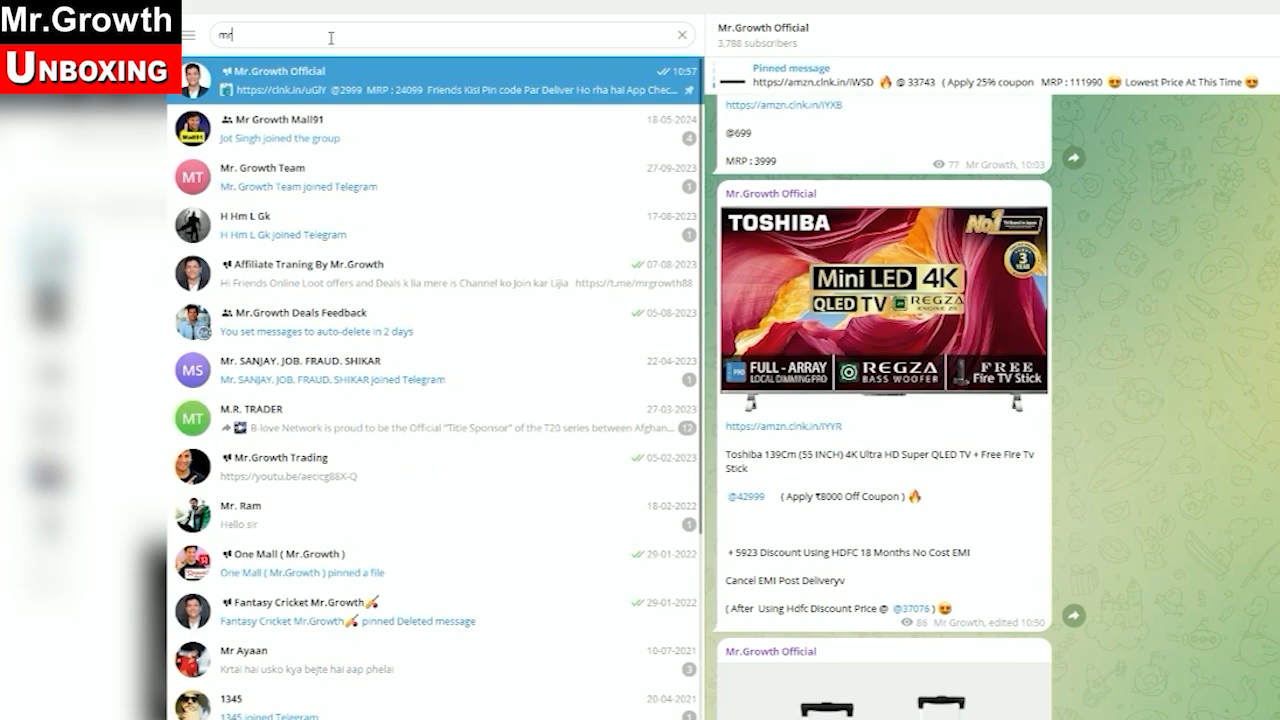 Mr.Growth
UNBOXING
mr
Mr.Growth Official
10:57
https://clnk.in/uGlY @2999 MRP : 24099 Friends Kisi Pin code Par Deliver Ho rha hai App Chec...
Mr Growth Mall91
18-05-2024
Jot Singh joined the group
4
MT
Mr. Growth Team
27-09-2023
Mr. Growth Team joined Telegram
1
H Hm L Gk
17-08-2023
H Hm L Gk joined Telegram
1
Affiliate Traning By Mr.Growth
07-08-2023
Hi Friends Online Loot offers and Deals k lia mere is Channel ko Join kar Lijia https://t.me/mrgrowth88
Mr.Growth Deals Feedback
05-08-2023
You set messages to auto-delete in 2 days
MS
Mr. SANJAY. JOB. FRAUD. SHIKAR
22-04-2023
Mr. SANJAY. JOB. FRAUD. SHIKAR joined Telegram
1
MT
M.R. TRADER
27-03-2023
B-love Network is proud to be the Official "Title Sponsor" of the T20 series between Afghan...
12
Mr.Growth Trading
05-02-2023
https://youtu.be/aecicg88X-Q
Mr. Ram
18-02-2022
Hello sir
1
One Mall ( Mr.Growth )
29-01-2022
One Mall ( Mr.Growth ) pinned a file
Fantasy Cricket Mr.Growth🏏
29-01-2022
Fantasy Cricket Mr.Growth🏏 pinned Deleted message
Mr Ayaan
10-07-2021
Krtai hai usko kya bejte hai aap phelai
3
1345
20-04-2021
1345 joined Telegram
1
Mr.Growth Official
3,788 subscribers
Pinned message
https://amzn.clnk.in/iWSD 🔥 @ 33743 ( Apply 25% coupon MRP : 111990 😍 Lowest Price At This Time 😍
https://amzn.clnk.in/iYXB
@699
MRP : 3999
77 Mr Growth, 10:03
Mr.Growth Official
TOSHIBA
No1
3
YEAR
Mini LED 4K
QLED TV REGZA
FULL - ARRAY
LOCAL DIMMING PRO
REGZA
BASS WOOFER
FREE
Fire TV Stick
https://amzn.clnk.in/iYYR
Toshiba 139Cm (55 INCH) 4K Ultra HD Super QLED TV + Free Fire Tv
Stick
@42999 ( Apply ₹8000 Off Coupon ) 🔥
+ 5923 Discount Using HDFC 18 Months No Cost EMI
Cancel EMI Post Deliveryv
( After Using Hdfc Discount Price @ @37076 ) 😍
86 Mr Growth, edited 10:50
Mr.Growth Official